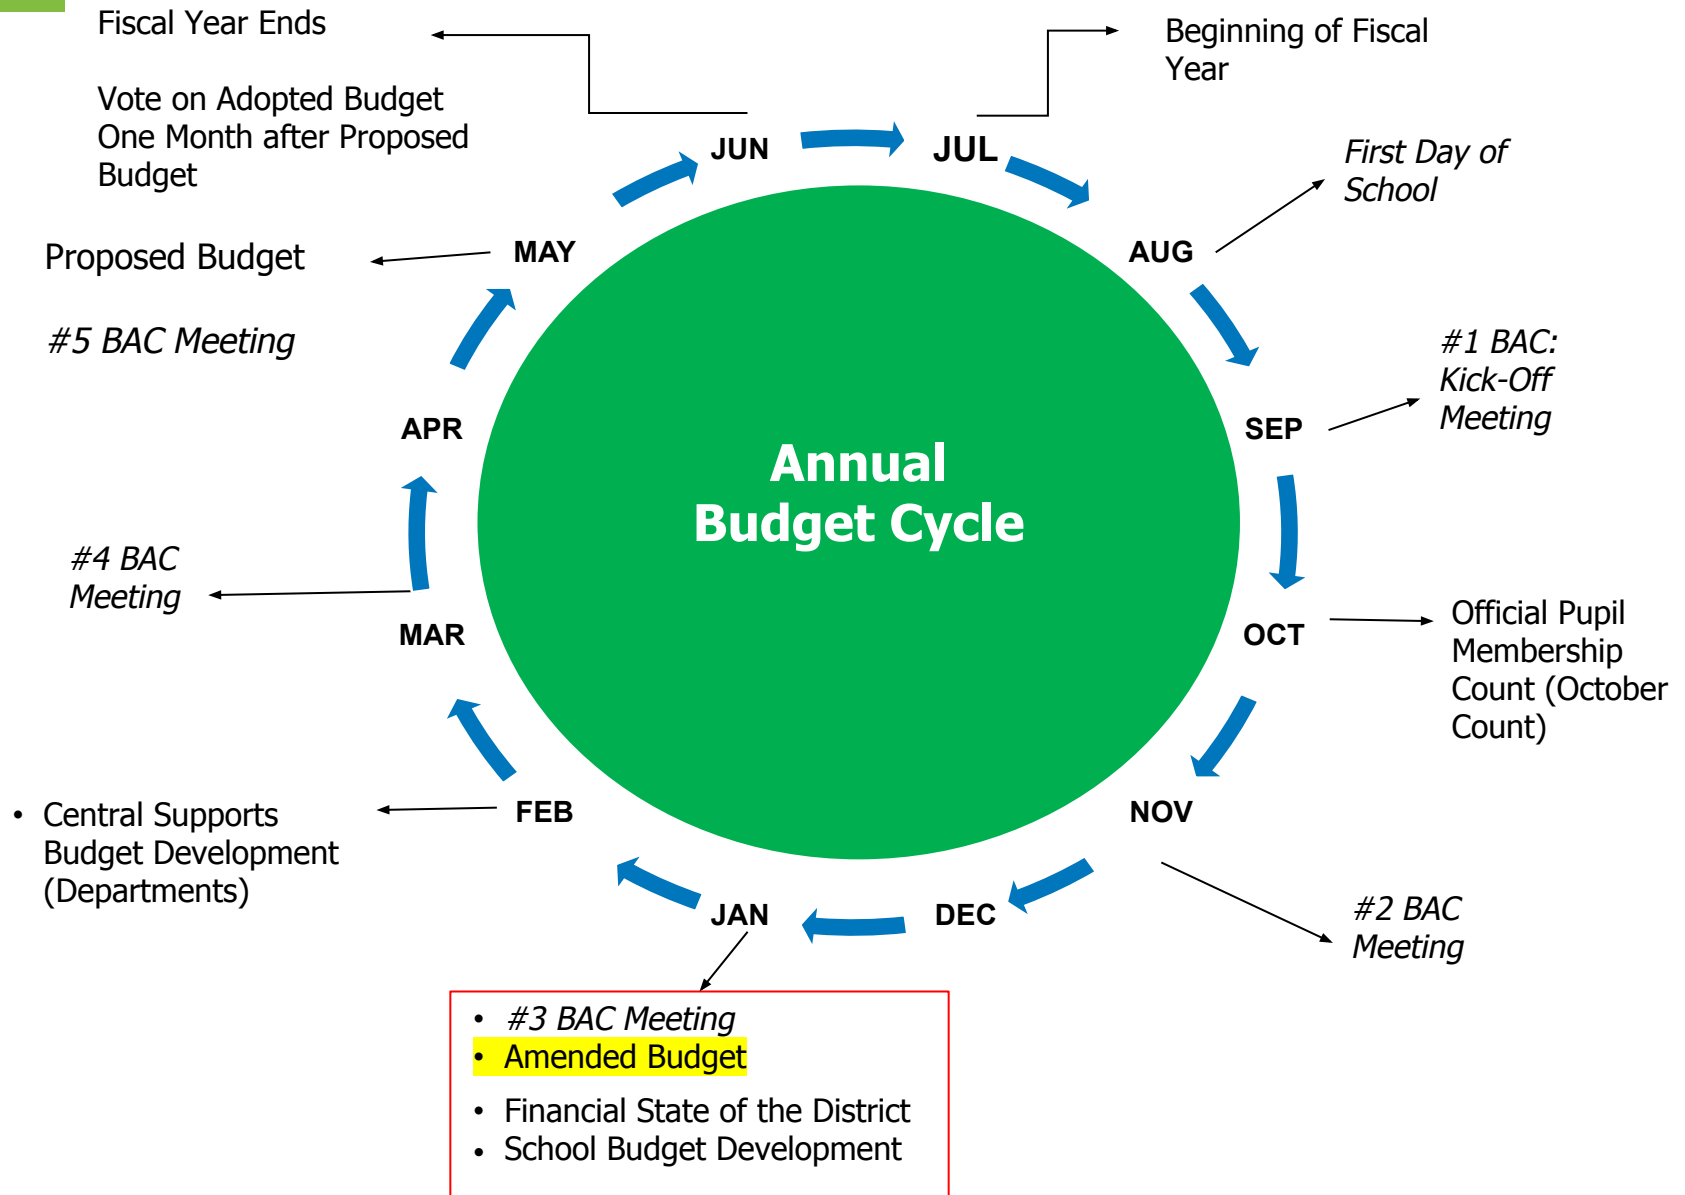 Fiscal Year Ends
Vote on Adopted Budget
One Month after Proposed
Budget
Beginning of Fiscal
Year
JUN
JUL
First Day of
School
MAY
AUG
Proposed Budget
#5 BAC Meeting
#1 BAC:
Kick-Off
Meeting
APR
SEP
Annual
Budget Cycle
#4 BAC
Meeting
MAR
OCT
Official Pupil
Membership
Count (October
Count)
FEB
NOV
• Central Supports
Budget Development
(Departments)
JAN
DEC
#2 BAC
Meeting
• #3 BAC Meeting
• Amended Budget
• Financial State of the District
• School Budget Development